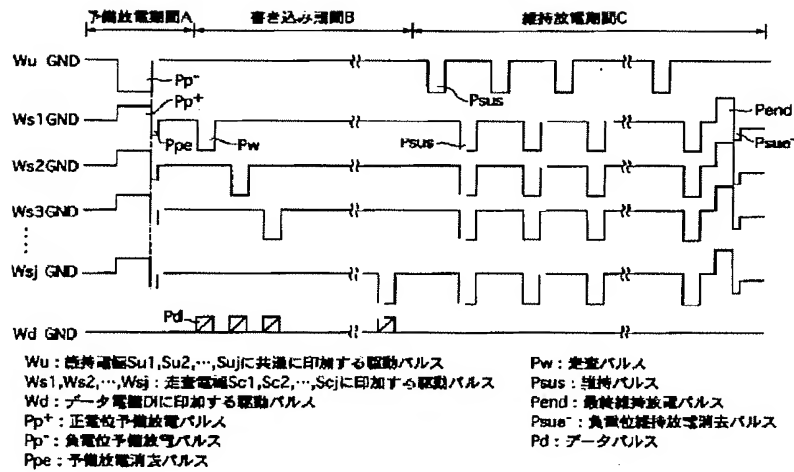 予備放電期間A
書き込み期間B
維持放電期間C
Wu GND
Pp-
Psus
Pp+
Ws1GND
Ppe
Pw
Psus
Pend
Psue-
Ws2GND
Ws3GND
Wsj GND
Pd
Wd GND
Wu：維持電極Su1,Su2,…,Sujに共通に印加する駆動パルス
Ws1,Ws2,…,Wsj：走査電極Sc1,Sc2,…,Scjに印加する駆動パルス
Wd：データ電極Diに印加する駆動パルス
Pp+：正電位予備放電パルス
Pp-：負電位予備放電パルス
Ppe：予備放電消去パルス
Pw：走査パルス
Psus：維持パルス
Pend：最終維持放電パルス
Psue-：負電位維持放電消去パルス
Pd：データパルス